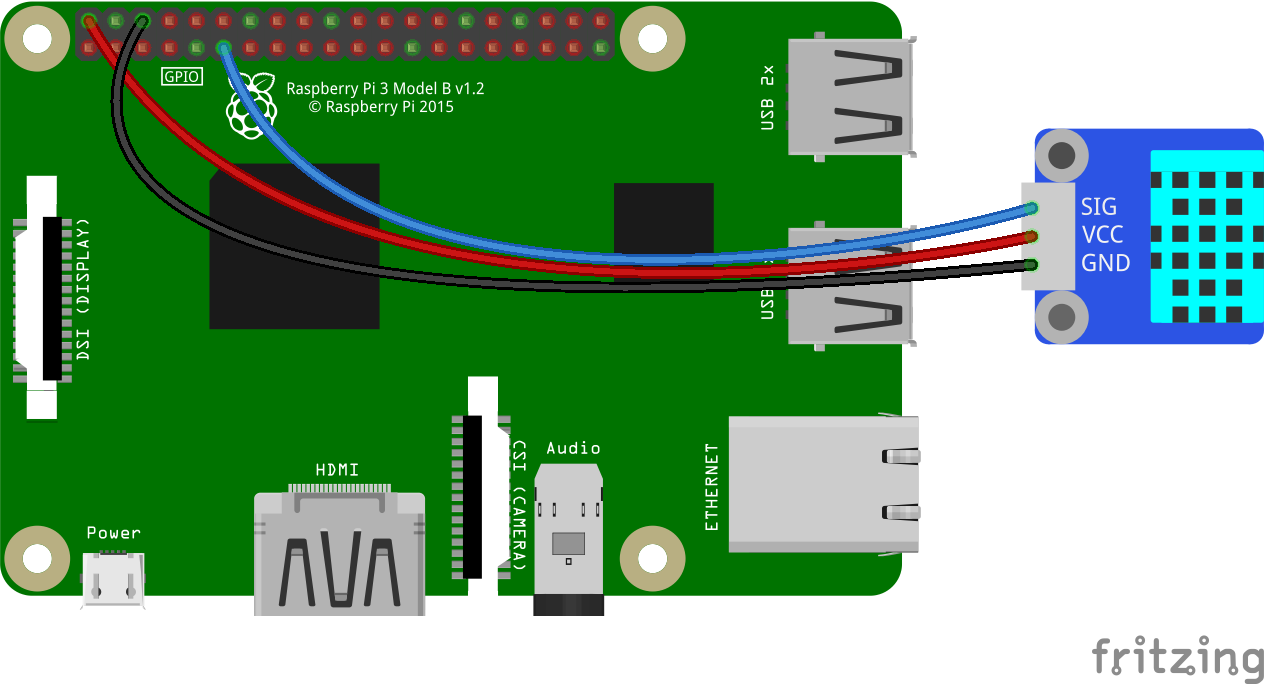 GPIO
Raspberry Pi 3 Model B v1.2
© Raspberry Pi 2015
USB 2x
USB 2x
SIG
VCC
GND
DSI (DISPLAY)
HDMI
CSI (CAMERA)
Audio
ETHERNET
Power
fritzing